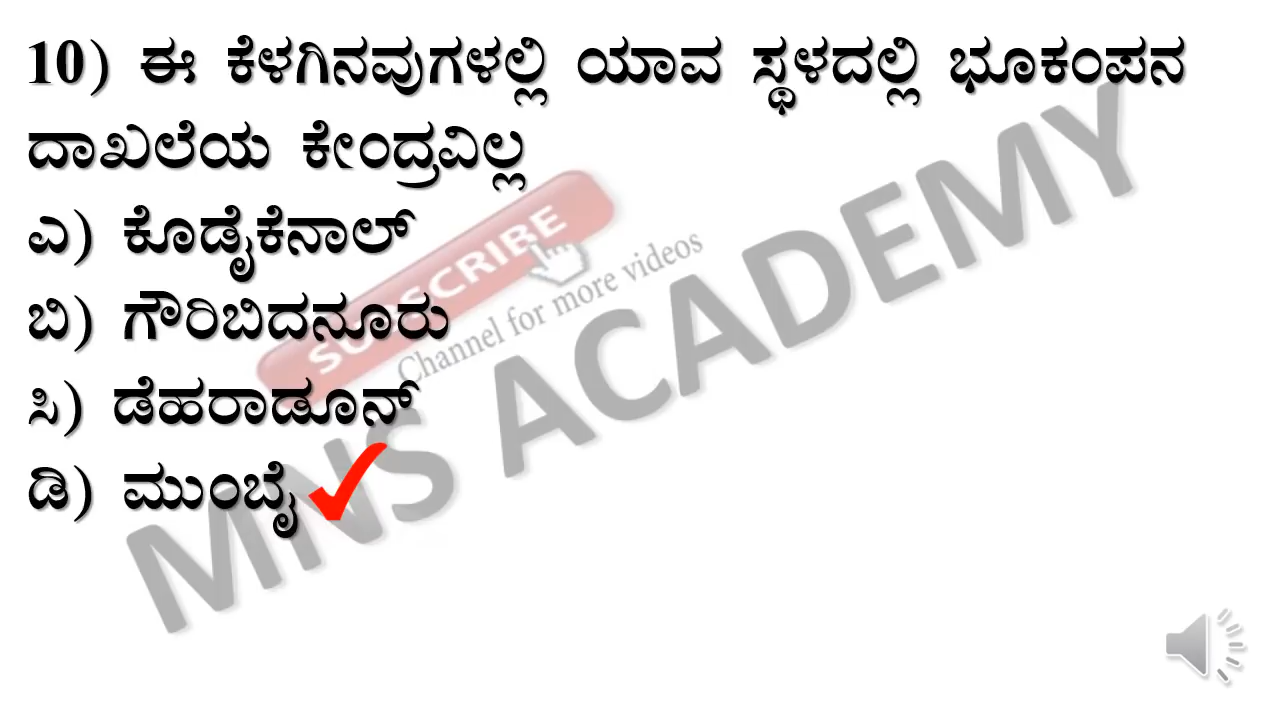 10) ಈ ಕೆಳಗಿನವುಗಳಲ್ಲಿ ಯಾವ ಸ್ಥಳದಲ್ಲಿ ಭೂಕಂಪನ
ದಾಖಲೆಯ ಕೇಂದ್ರವಿಲ್ಲ
ಎ) ಕೊಡೈಕೆನಾಲ್
ಬಿ) ಗೌರಿಬಿದನೂರು
ಸಿ) ಡೆಹರಾಡೂನ್
ಡಿ) ಮುಂಬೈ
SUBSCRIBE
Channel for more videos
MNS ACADEMY